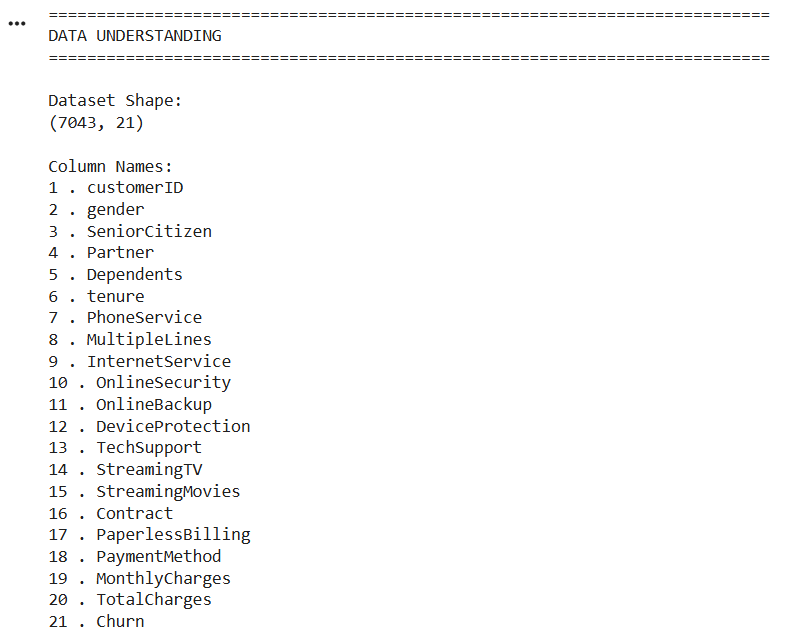 ===========================================================================
DATA UNDERSTANDING
===========================================================================
Dataset Shape:
(7043, 21)
Column Names:
1 . customerID
2 . gender
3 . SeniorCitizen
4 . Partner
5 . Dependents
6 . tenure
7 . PhoneService
8 . MultipleLines
9 . InternetService
10 . OnlineSecurity
11 . OnlineBackup
12 . DeviceProtection
13 . TechSupport
14 . StreamingTV
15 . StreamingMovies
16 . Contract
17 . PaperlessBilling
18 . PaymentMethod
19 . MonthlyCharges
20 . TotalCharges
21 . Churn